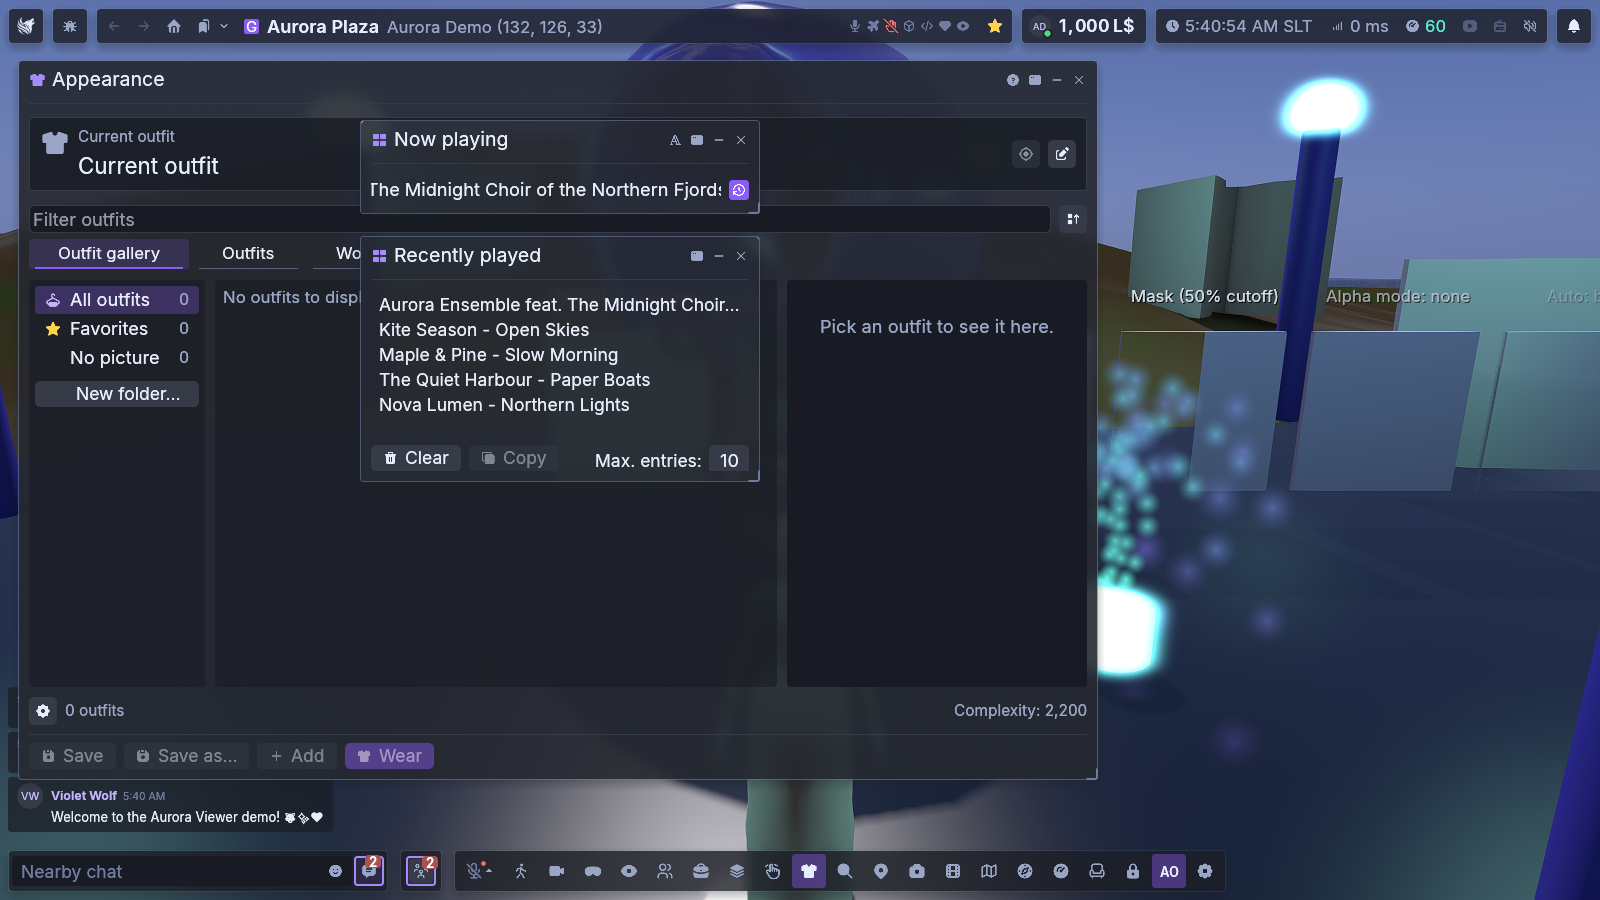 Aurora Plaza Aurora Demo (132, 126, 33)
AD 1,000 L$
5:40:54 AM SLT 0 ms 60
Appearance
Current outfit
Current outfit
Now playing
The Midnight Choir of the Northern Fjords
Filter outfits
Outfit gallery Outfits Wo
Recently played
All outfits 0
Favorites 0
No picture 0
New folder...
No outfits to displ
Aurora Ensemble feat. The Midnight Choir...
Kite Season - Open Skies
Maple & Pine - Slow Morning
The Quiet Harbour - Paper Boats
Nova Lumen - Northern Lights
Clear Copy Max. entries: 10
Pick an outfit to see it here.
Mask (50% cutoff) Alpha mode: none Auto:
0 outfits Complexity: 2,200
Save Save as... Add Wear
VW Violet Wolf 5:40 AM
Welcome to the Aurora Viewer demo!
Nearby chat 2 2 AO